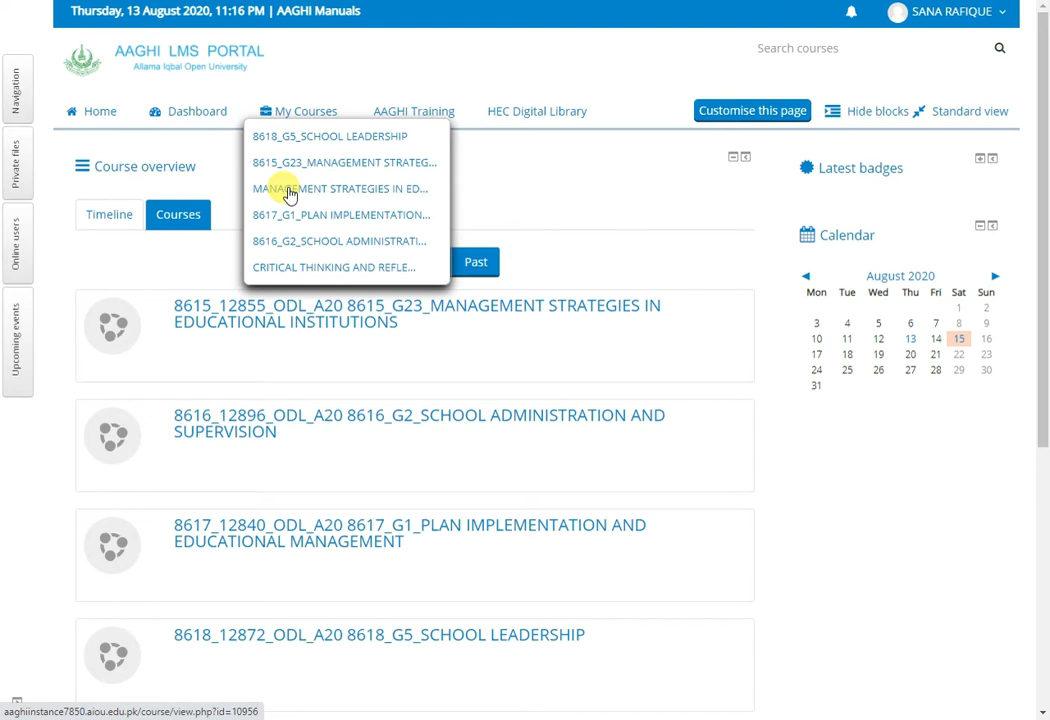 Thursday, 13 August 2020, 11:16 PM | AAGHI Manuals
SANA RAFIQUE
AAGHI LMS PORTAL
Allama Iqbal Open University
Search courses
Navigation
Private files
Online users
Upcoming events
Home
Dashboard
My Courses
AAGHI Training
HEC Digital Library
Customise this page
Hide blocks
Standard view
8618_G5_SCHOOL LEADERSHIP
8615_G23_MANAGEMENT STRATEG...
MANAGEMENT STRATEGIES IN ED...
8617_G1_PLAN IMPLEMENTATION...
8616_G2_SCHOOL ADMINISTRATI...
CRITICAL THINKING AND REFLE...
Course overview
Timeline
Courses
Past
8615_12855_ODL_A20 8615_G23_MANAGEMENT STRATEGIES IN
EDUCATIONAL INSTITUTIONS
8616_12896_ODL_A20 8616_G2_SCHOOL ADMINISTRATION AND
SUPERVISION
8617_12840_ODL_A20 8617_G1_PLAN IMPLEMENTATION AND
EDUCATIONAL MANAGEMENT
8618_12872_ODL_A20 8618_G5_SCHOOL LEADERSHIP
Latest badges
Calendar
August 2020
Mon Tue Wed Thu Fri Sat Sun
1 2
3 4 5 6 7 8 9
10 11 12 13 14 15 16
17 18 19 20 21 22 23
24 25 26 27 28 29 30
31
aaghiinstance7850.aiou.edu.pk/course/view.php?id=10956